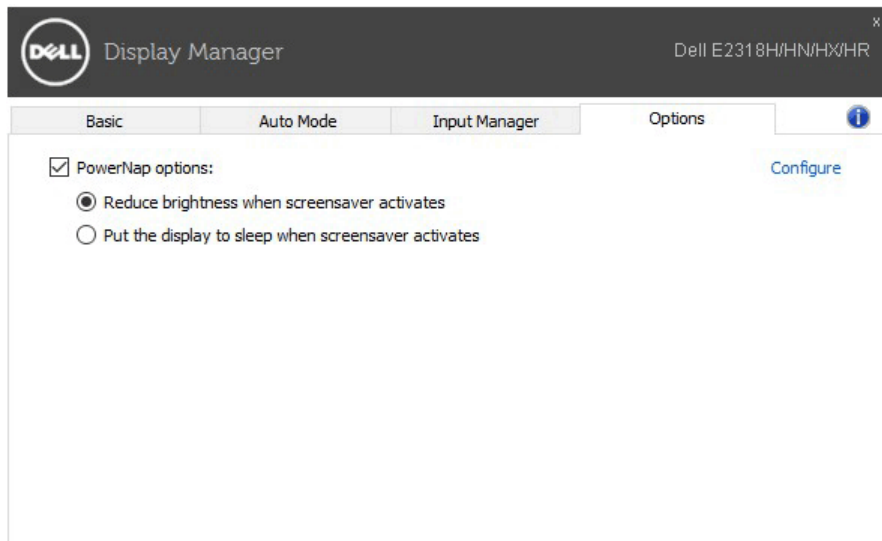 x
DELL Display Manager
Dell E2318H/HN/HX/HR
Basic Auto Mode Input Manager Options i
PowerNap options: Configure
Reduce brightness when screensaver activates
Put the display to sleep when screensaver activates